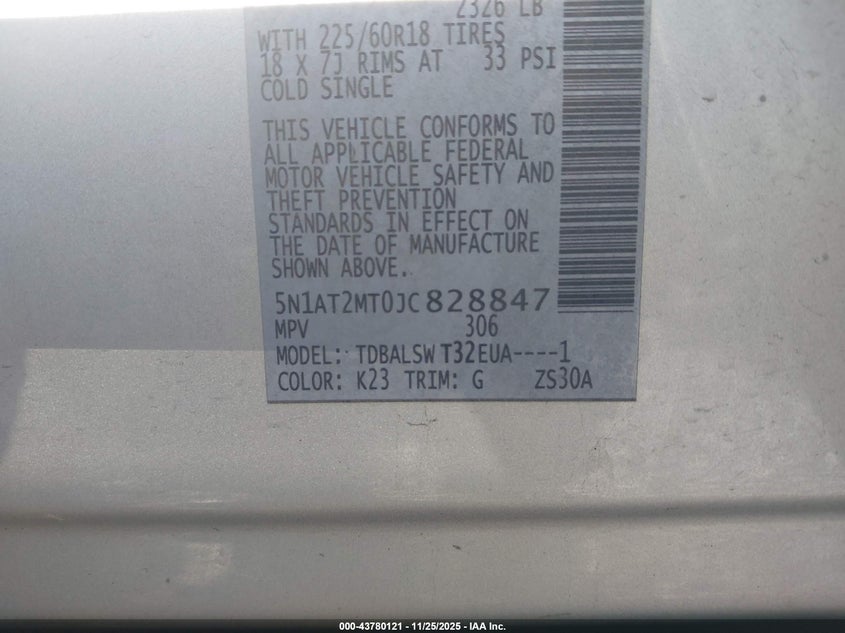 2326 LB
WITH 225/60R18 TIRES
18 X 7J RIMS AT 33 PSI
COLD SINGLE
THIS VEHICLE CONFORMS TO
ALL APPLICABLE FEDERAL
MOTOR VEHICLE SAFETY AND
THEFT PREVENTION
STANDARDS IN EFFECT ON
THE DATE OF MANUFACTURE
SHOWN ABOVE.
5N1AT2MT0JC828847
MPV 306
MODEL: TDBALSW T32EUA----1
COLOR: K23 TRIM: G ZS30A
000-43780121 - 11/25/2025 - IAA Inc.